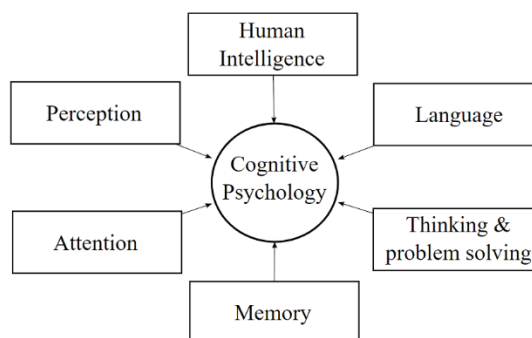 Human
Intelligence
Perception
Language
Cognitive
Psychology
Attention
Thinking &
problem solving
Memory